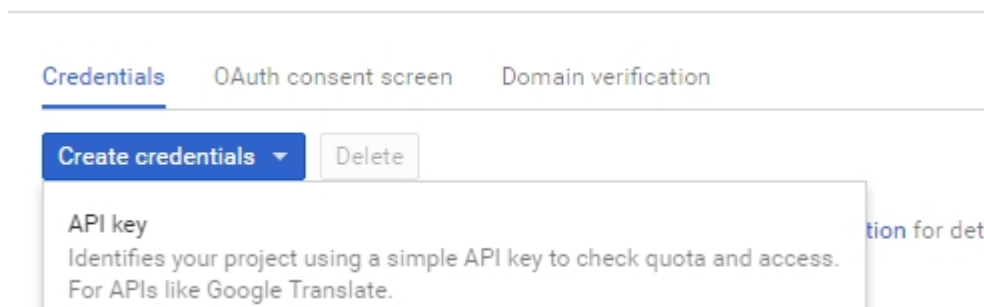 Credentials OAuth consent screen Domain verification
Create credentials Delete
API key
tion for det
Identifies your project using a simple API key to check quota and access.
For APIs like Google Translate.